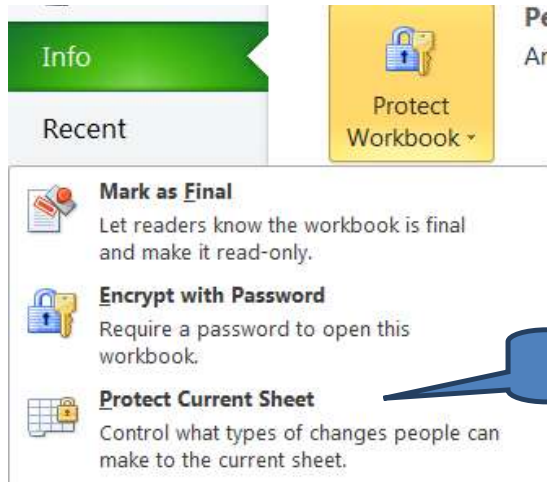 Info
Recent
Protect
Workbook
Mark as Final
Let readers know the workbook is final
and make it read-only.
Encrypt with Password
Require a password to open this
workbook.
Protect Current Sheet
Control what types of changes people can
make to the current sheet.